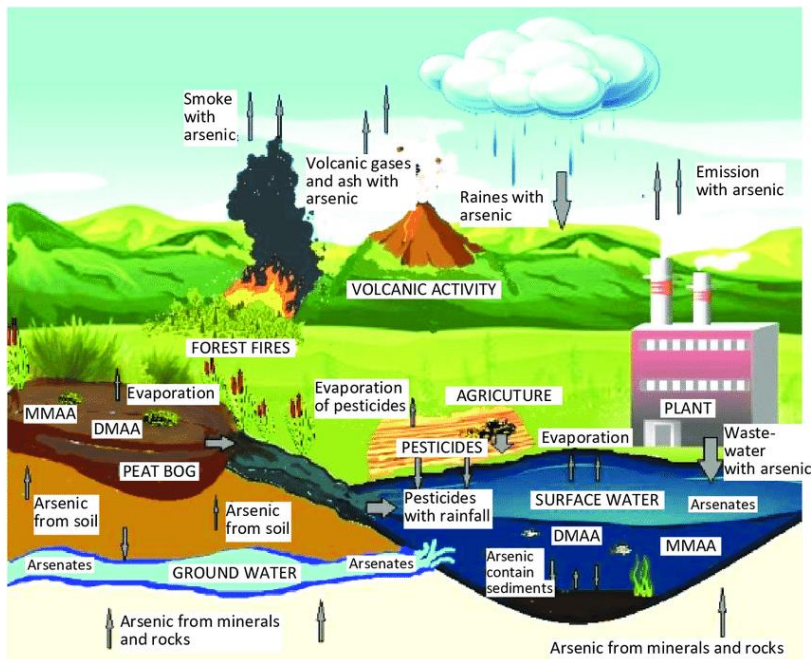 Smoke
with
arsenic
Volcanic gases
and ash with
arsenic
Raines with
arsenic
Emission
with arsenic
VOLCANIC ACTIVITY
FOREST FIRES
Evaporation
MMAA
DMAA
PEAT BOG
Evaporation
of pesticides
AGRICUTURE
PESTICIDES
Evaporation
PLANT
Waste-
water
with arsenic
Pesticides
with rainfall
SURFACE WATER
Arsenates
Arsenic
from soil
Arsenic
from soil
DMAA
MMAA
Arsenates
GROUND WATER
Arsenates
Arsenic
contain
sediments
Arsenic from minerals
and rocks
Arsenic from minerals and rocks